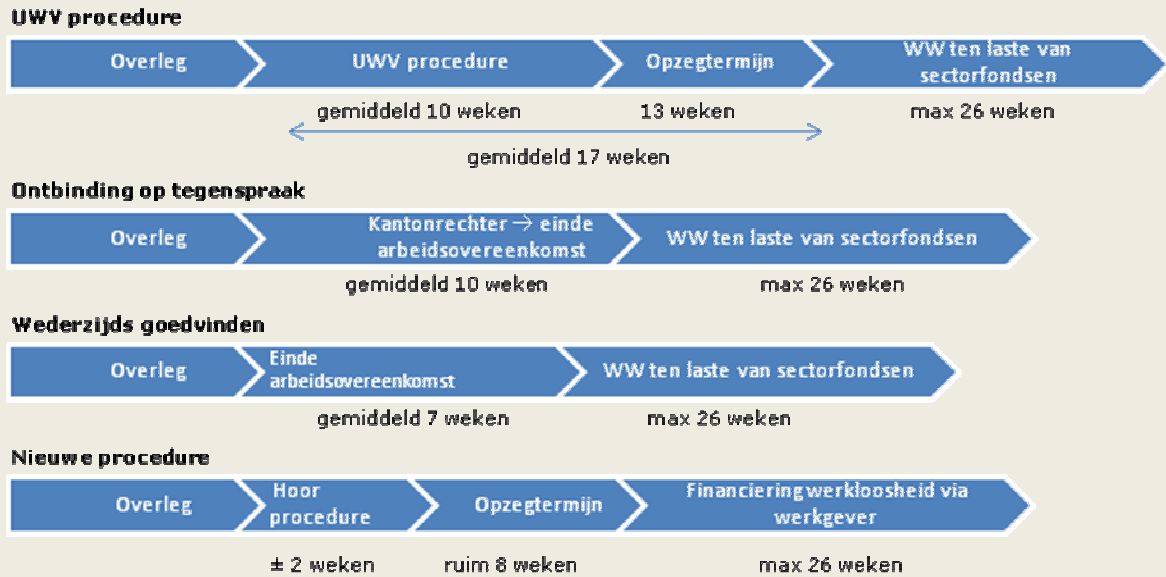 UWV procedure
Overleg
UWV procedure
Opzegtermijn
WW ten laste van
sectorfondsen
gemiddeld 10 weken
13 weken
max 26 weken
gemiddeld 17 weken
Ontbinding op tegenspraak
Overleg
Kantonrechter → einde
arbeidsovereenkomst
WW ten laste van sectorfondsen
gemiddeld 10 weken
max 26 weken
Wederzijds goedvinden
Overleg
Einde
arbeidsovereenkomst
WW ten laste van sectorfondsen
gemiddeld 7 weken
max 26 weken
Nieuwe procedure
Overleg
Hoor
procedure
Opzegtermijn
Financiering werkloosheid via
werkgever
± 2 weken
ruim 8 weken
max 26 weken